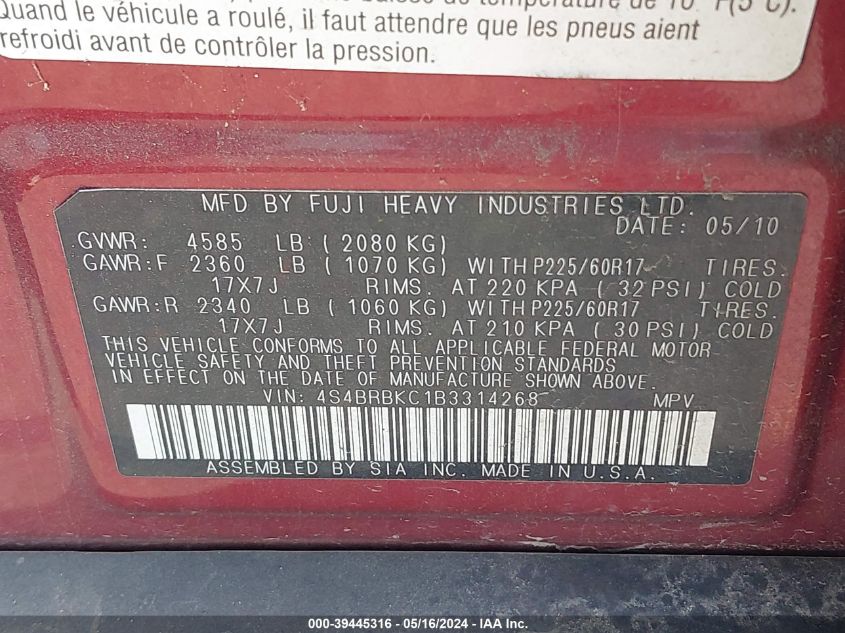 température de 10° F(5°C).
Quand le véhicule a roulé, il faut attendre que les pneus aient
refroidi avant de contrôler la pression.
MFD BY FUJI HEAVY INDUSTRIES LTD.
DATE: 05/10
GVWR: 4585 LB ( 2080 KG)
GAWR:F 2360 LB ( 1070 KG) WITH P225/60R17 TIRES.
17X7J RIMS. AT 220 KPA ( 32 PSI) COLD
GAWR:R 2340 LB ( 1060 KG) WITH P225/60R17 TIRES.
17X7J RIMS. AT 210 KPA ( 30 PSI) COLD
THIS VEHICLE CONFORMS TO ALL APPLICABLE FEDERAL MOTOR
VEHICLE SAFETY AND THEFT PREVENTION STANDARDS
IN EFFECT ON THE DATE OF MANUFACTURE SHOWN ABOVE.
VIN: 4S4BRBKC1B3314268 MPV
ASSEMBLED BY SIA INC. MADE IN U.S.A.
000-39445316 - 05/16/2024 - IAA Inc.